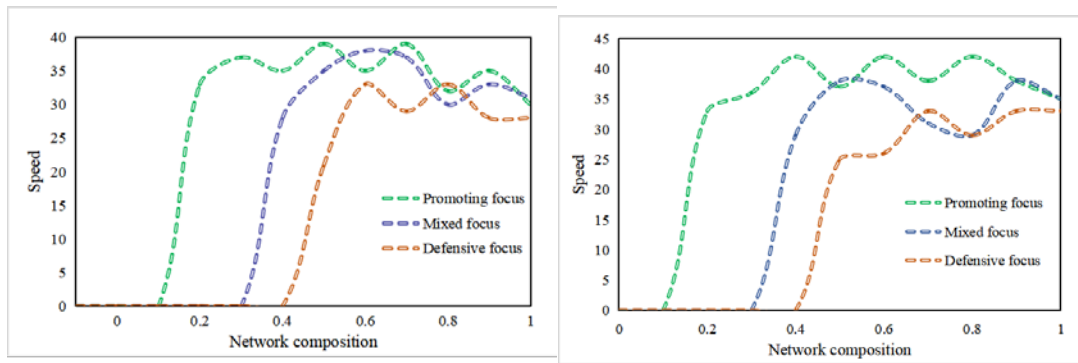 40
35
30
25
20
15
10
5
0
Speed
Promoting focus
Mixed focus
Defensive focus
0 0.2 0.4 0.6 0.8 1
Network composition
45
40
35
30
25
20
15
10
5
0
Speed
Promoting focus
Mixed focus
Defensive focus
0 0.2 0.4 0.6 0.8 1
Network composition